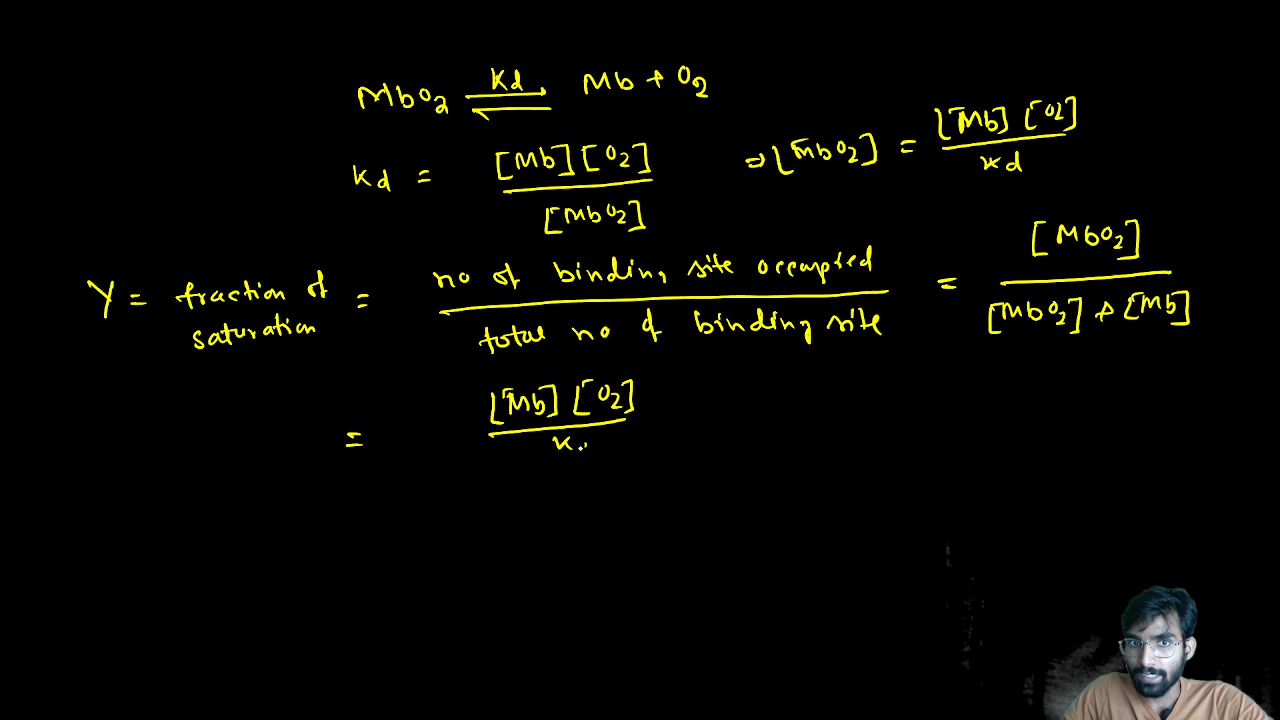 MbO₂ ⇌ Kd Mb + O₂
Kd = [Mb][O₂] / [MbO₂] ⇒ [MbO₂] = [Mb][O₂] / Kd
Y = fraction of saturation = no of binding site occupied / total no of binding site = [MbO₂] / [MbO₂] + [Mb]
= [Mb][O₂] / K